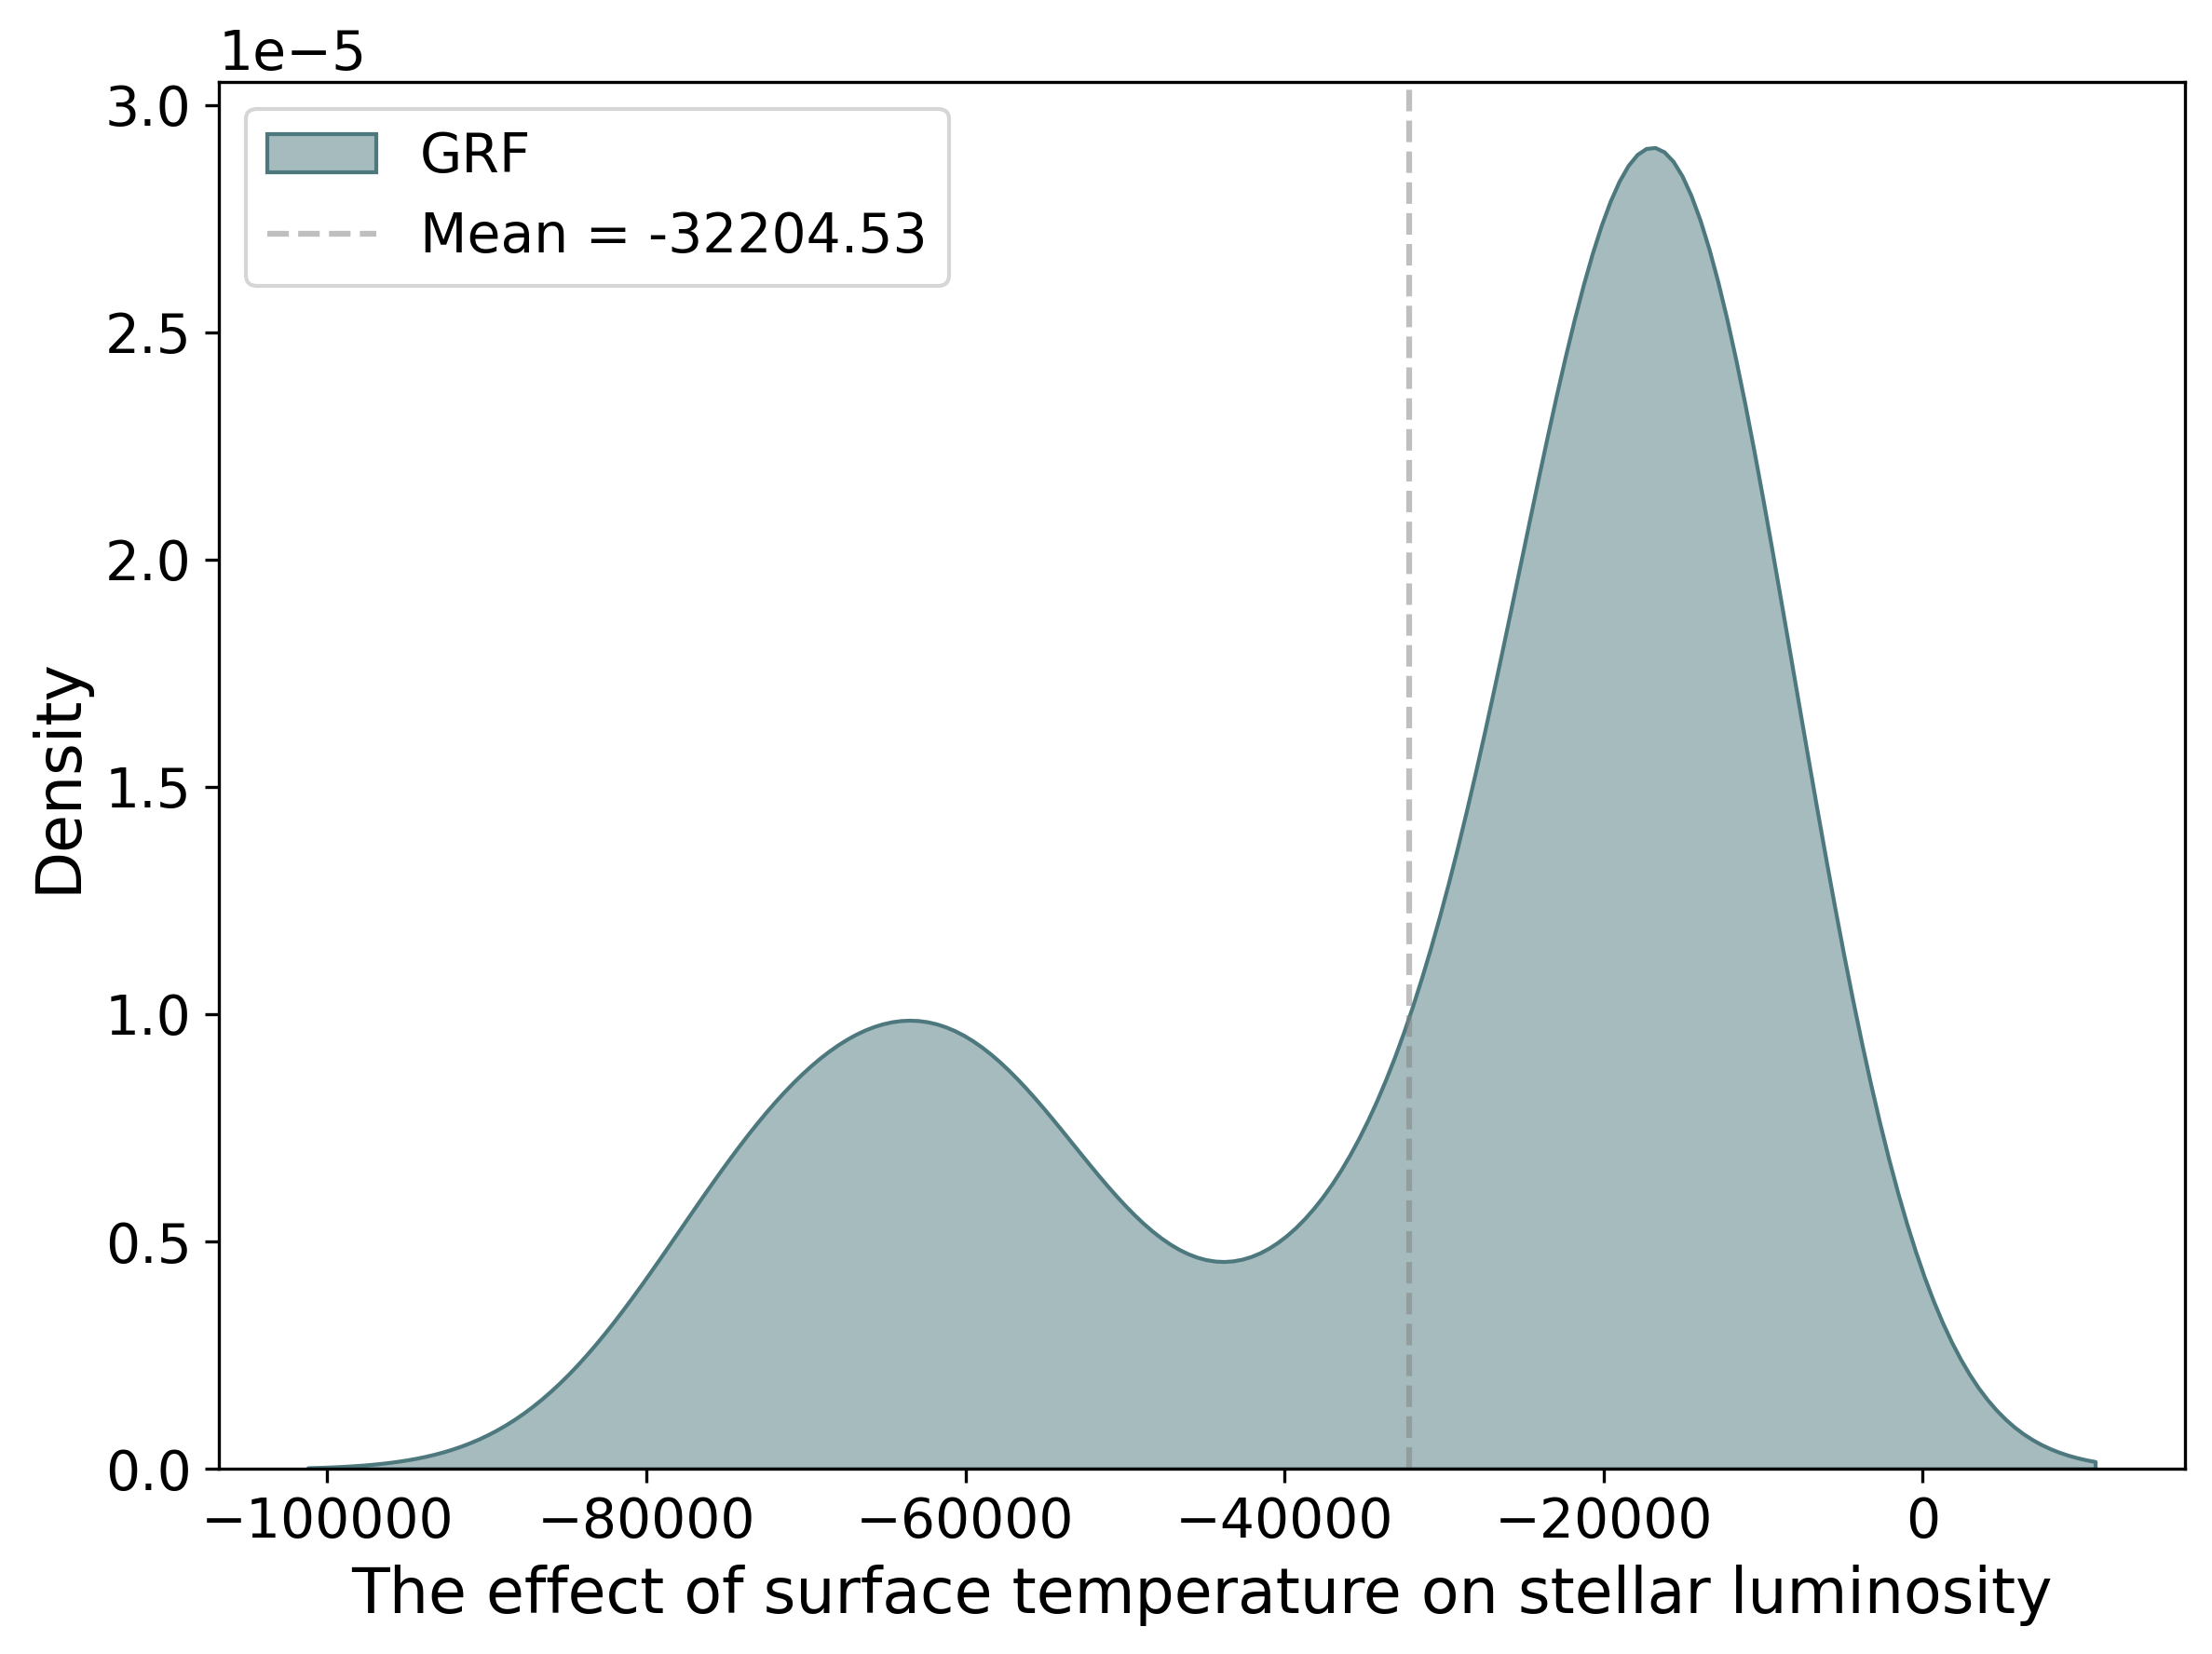 1e−5
3.0
2.5
2.0
1.5
1.0
0.5
0.0
Density
GRF
Mean = -32204.53
−100000 −80000 −60000 −40000 −20000 0
The effect of surface temperature on stellar luminosity